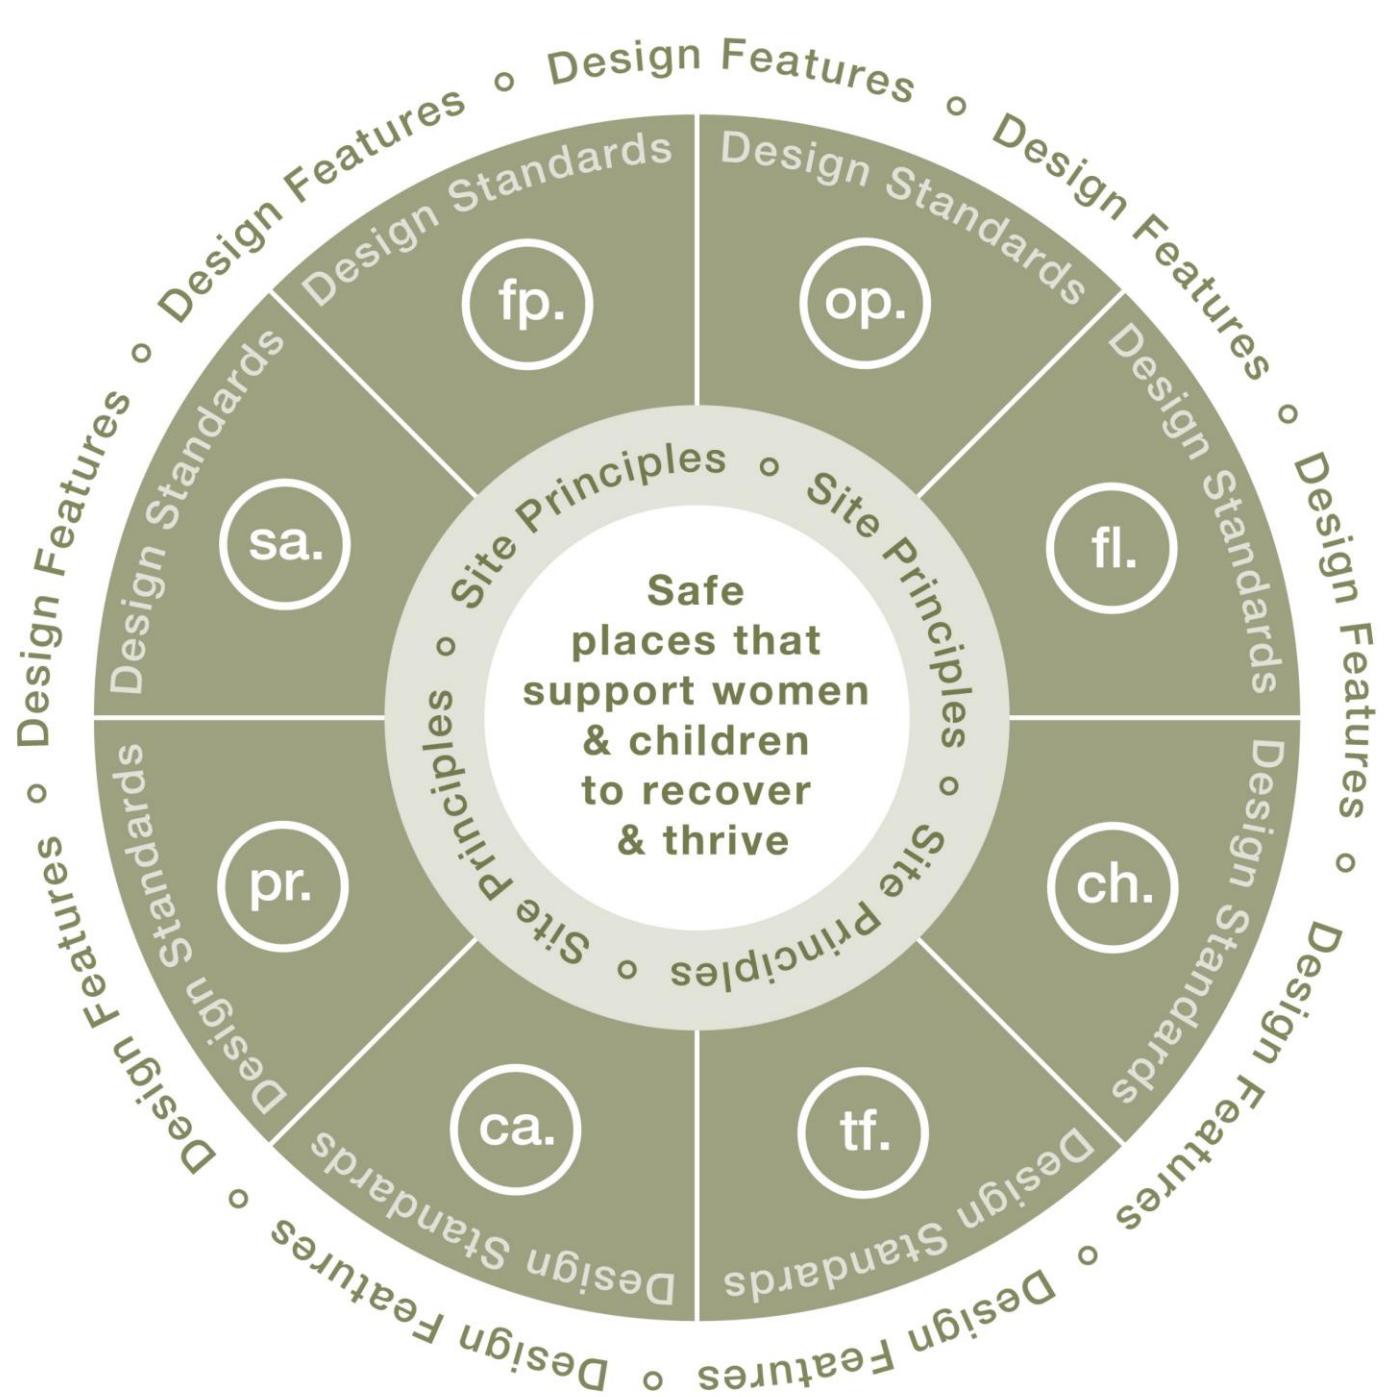 Design Features
Design Features
Design Features
Design Features
Design Features
Design Features
Design Features
Design Features
Design Features
Design Standards
op.
Design Standards
fl.
Design Standards
ch.
Design Standards
tf.
Design Standards
ca.
Design Standards
pr.
Design Standards
sa.
Design Standards
fp.
Site Principles
Site Principles
Site Principles
Site Principles
Safe
places that
support women
& children
to recover
& thrive